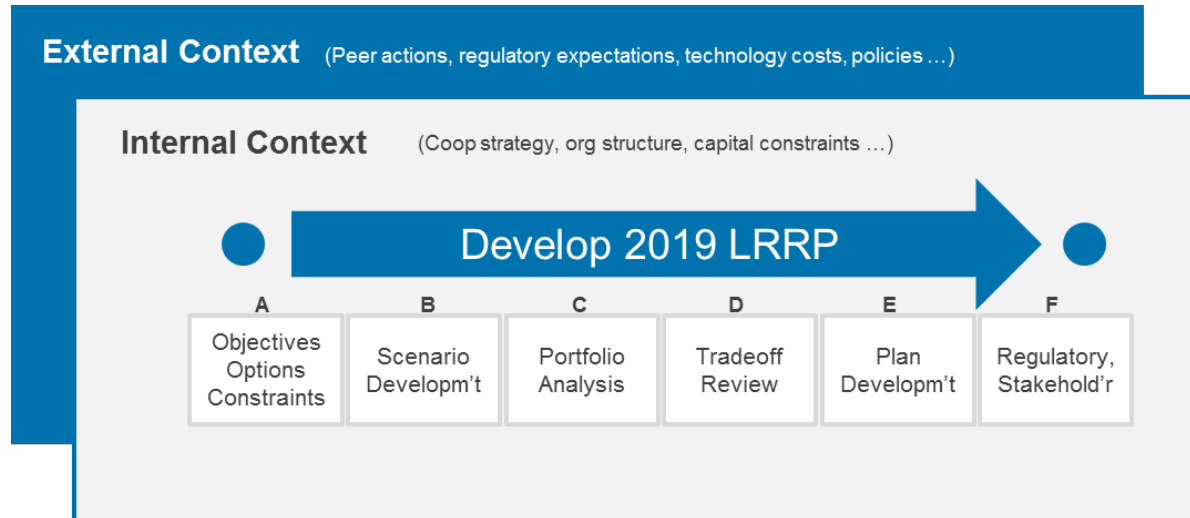 External Context (Peer actions, regulatory expectations, technology costs, policies …)
Internal Context (Coop strategy, org structure, capital constraints …)
Develop 2019 LRRP
A B C D E F
Objectives
Options
Constraints
Scenario
Developm’t
Portfolio
Analysis
Tradeoff
Review
Plan
Developm’t
Regulatory,
Stakehold’r